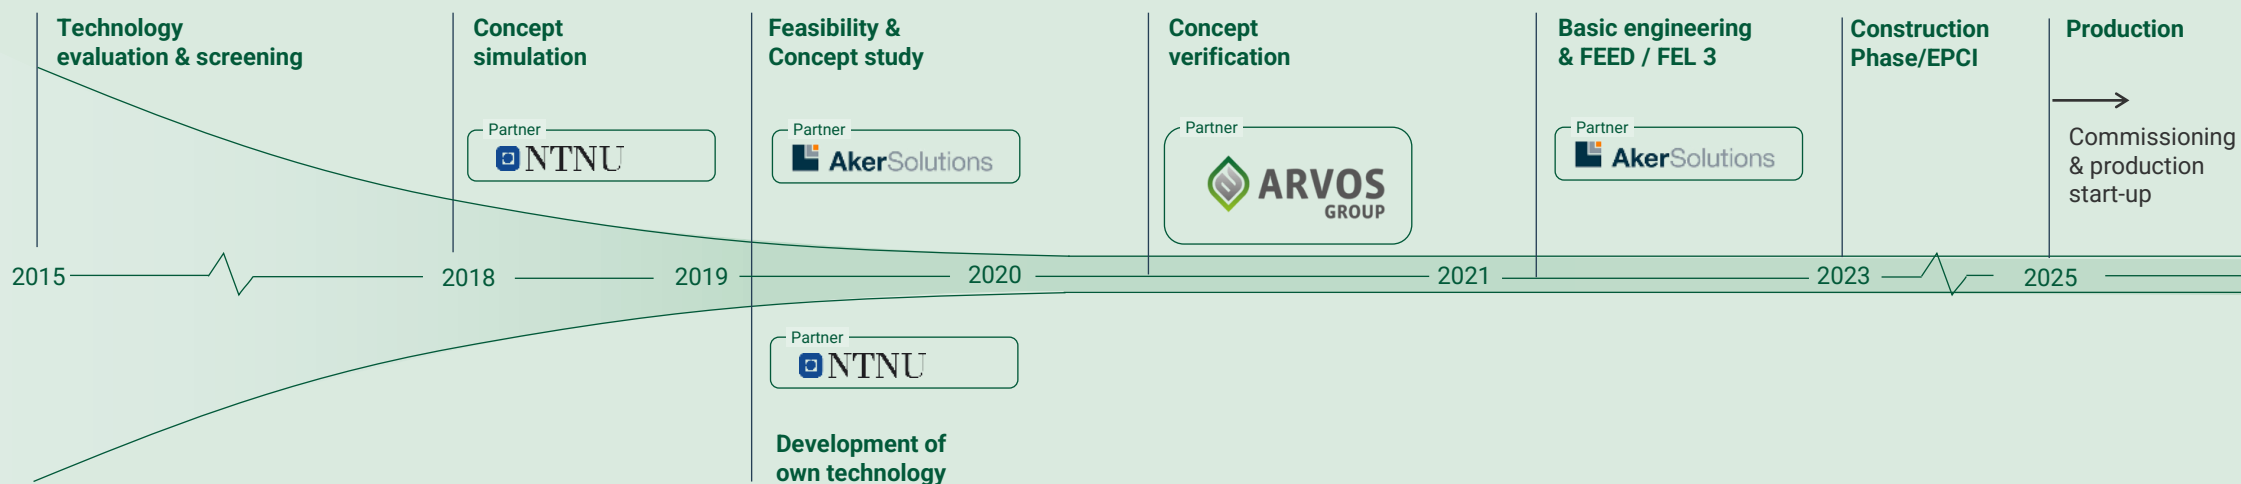 Technology
evaluation & screening
Concept
simulation
Partner
NTNU
Feasibility &
Concept study
Partner
AkerSolutions
Concept
verification
Partner
ARVOS
GROUP
Basic engineering
& FEED / FEL 3
Partner
AkerSolutions
Construction
Phase/EPCI
Production
Commissioning
& production
start-up
2015
2018
2019
2020
2021
2023
2025
Partner
NTNU
Development of
own technology